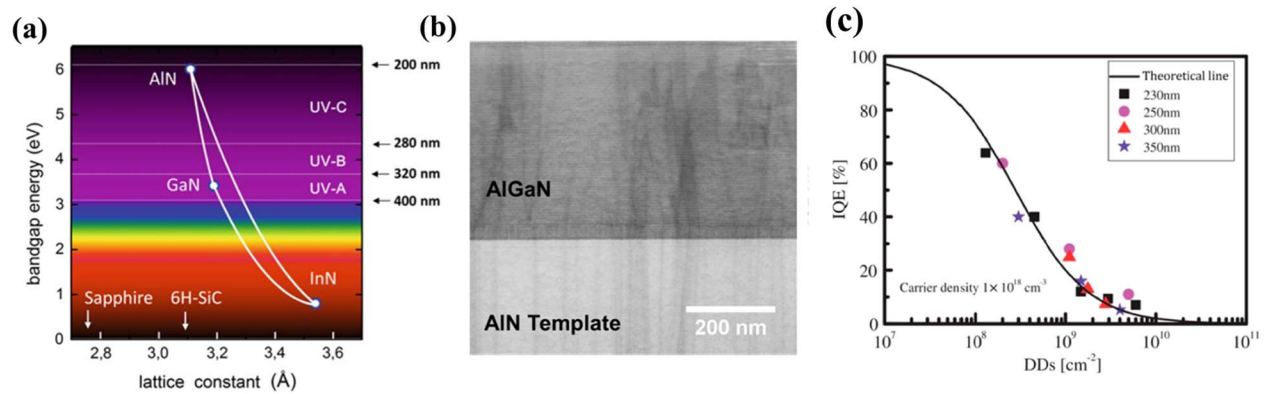 (a)
bandgap energy (eV)
6
5
4
3
2
1
0
AlN
GaN
InN
UV-C
UV-B
UV-A
200 nm
280 nm
320 nm
400 nm
Sapphire
6H-SiC
2,8
3,0
3,2
3,4
3,6
lattice constant (Å)
(b)
AlGaN
AlN Template
200 nm
(c)
IQE [%]
100
80
60
40
20
0
Theoretical line
230nm
250nm
300nm
350nm
Carrier density 1× 10¹⁸ cm⁻³
10⁷
10⁸
10⁹
10¹⁰
10¹¹
DDs [cm⁻²]